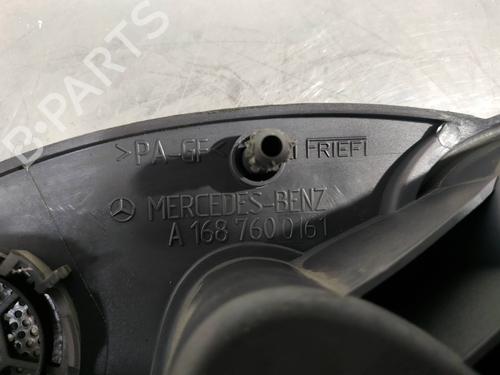 B-PARTS
>PA-GF<
FRIEFI
MERCEDES-BENZ
A 168 760 0161